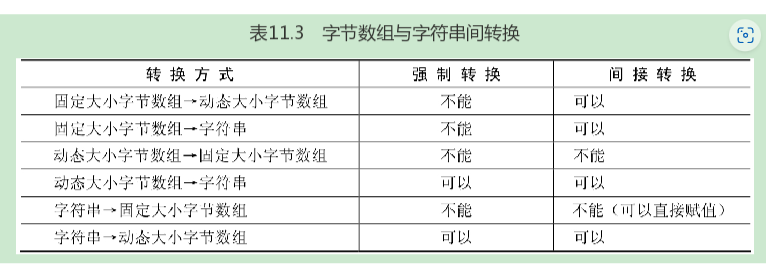 表11.3 字节数组与字符串间转换
转换方式 强制转换 间接转换
固定大小字节数组→动态大小字节数组 不能 可以
固定大小字节数组→字符串 不能 可以
动态大小字节数组→固定大小字节数组 不能 不能
动态大小字节数组→字符串 可以 可以
字符串→固定大小字节数组 不能 不能（可以直接赋值）
字符串→动态大小字节数组 可以 可以